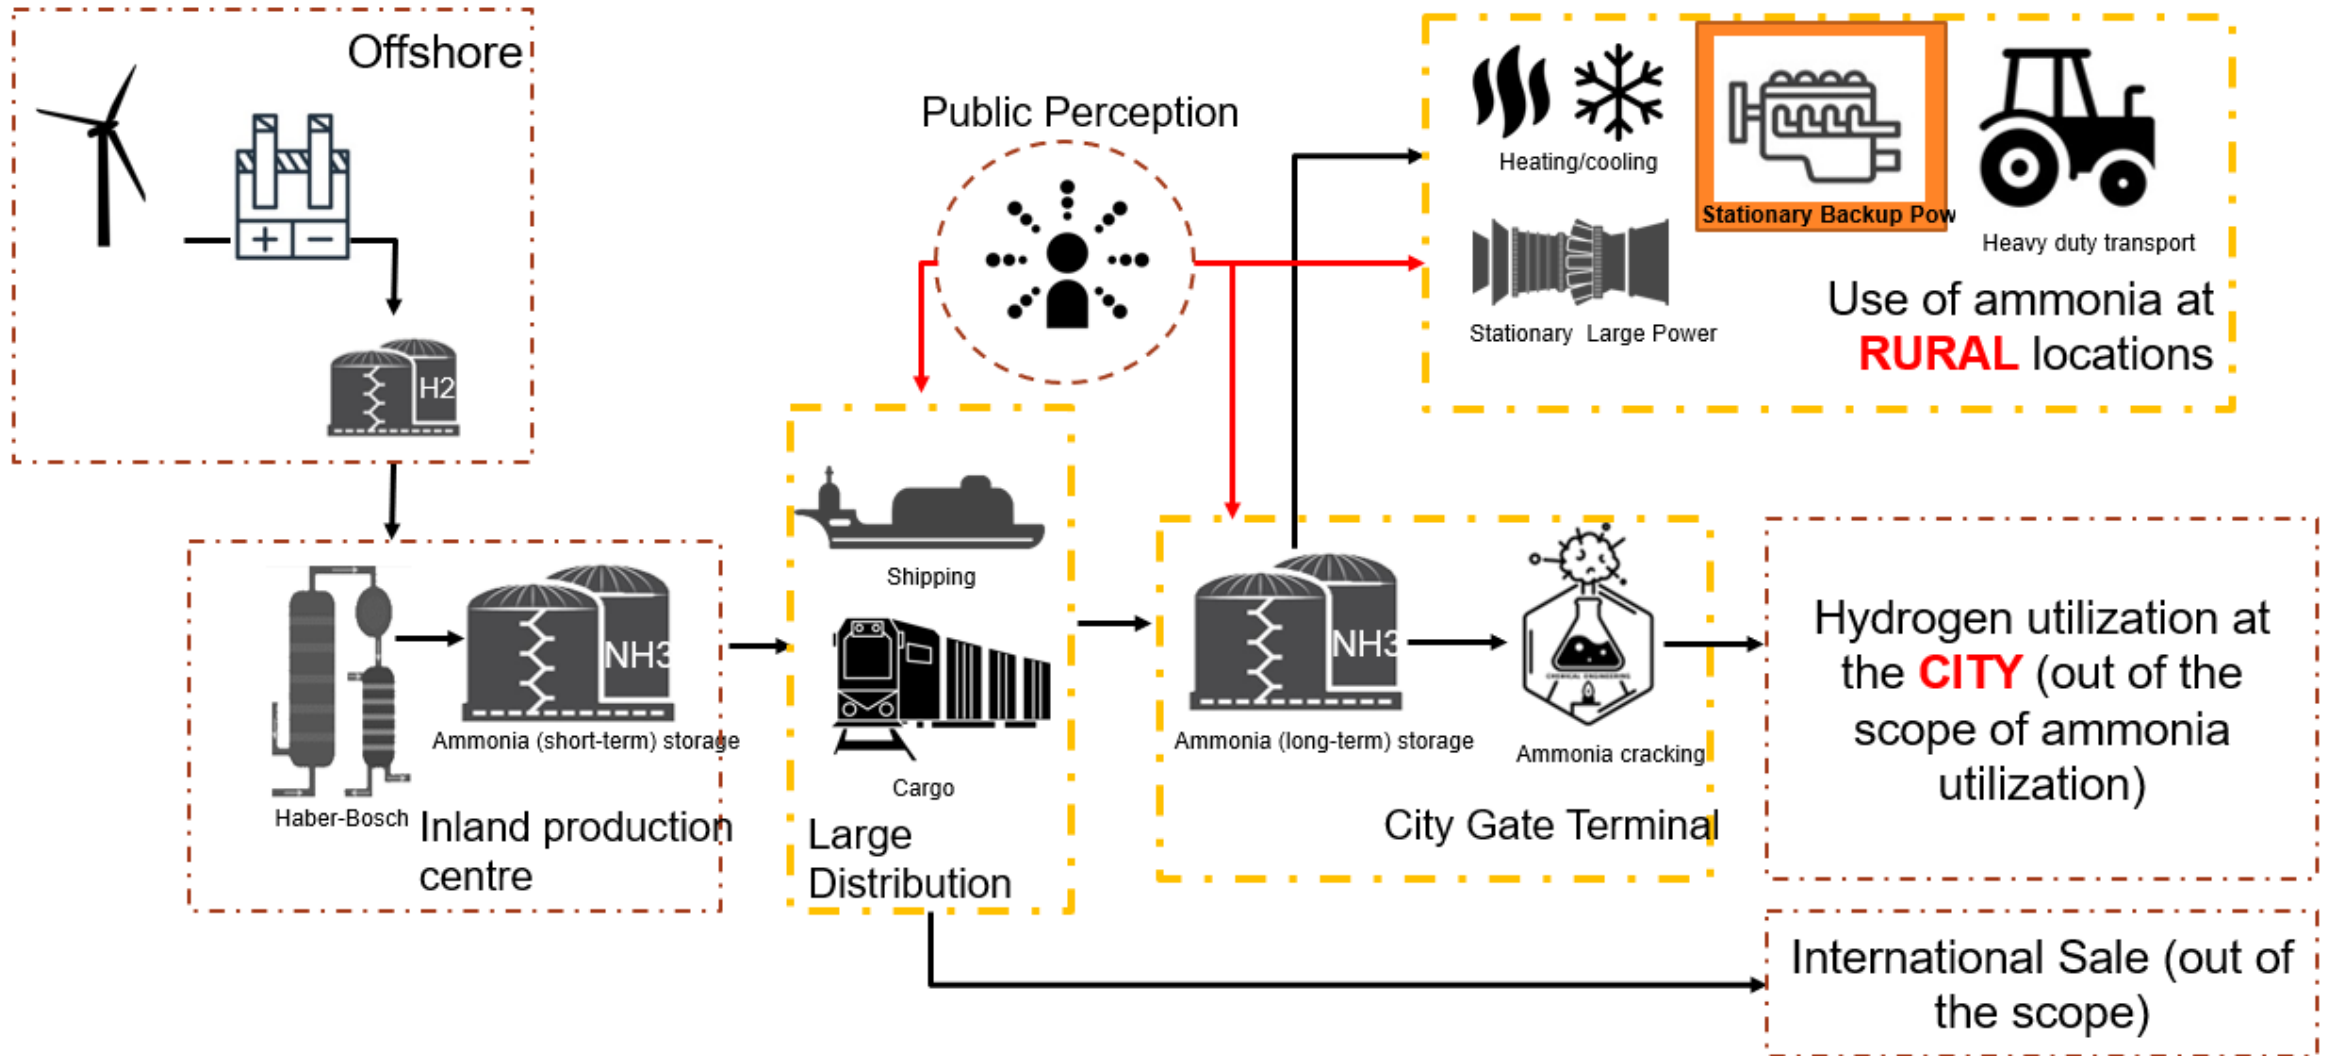 Offshore
+ −
H2
Public Perception
Heating/cooling
Stationary Backup Pow
Heavy duty transport
Stationary Large Power
Use of ammonia at
RURAL locations
Haber-Bosch
NH3
Ammonia (short-term) storage
Inland production
centre
Shipping
Cargo
Large
Distribution
NH3
Ammonia (long-term) storage
CHEMICAL ENGINEERING
Ammonia cracking
City Gate Terminal
Hydrogen utilization at
the CITY (out of the
scope of ammonia
utilization)
International Sale (out of
the scope)